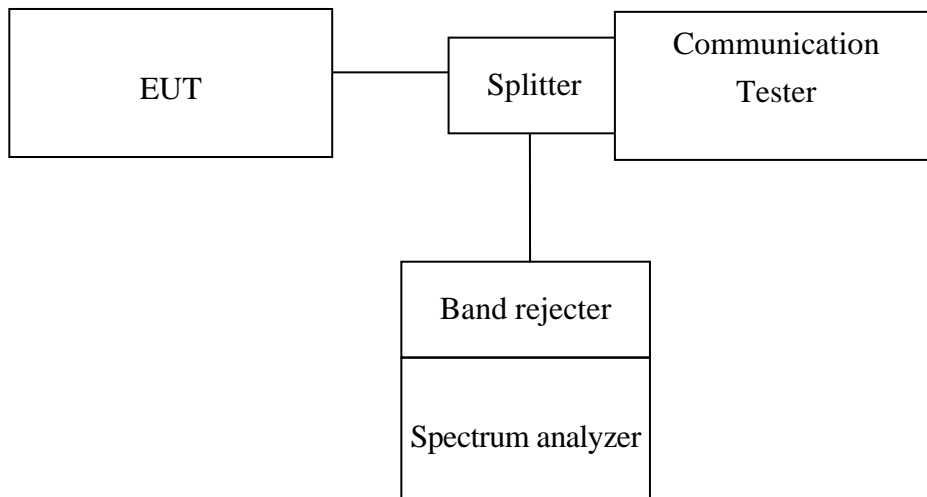 EUT
Splitter
Communication
Tester
Band rejecter
Spectrum analyzer